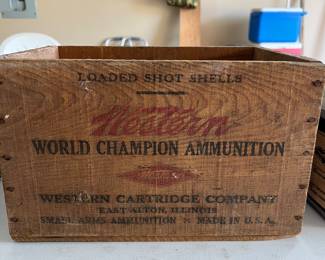 LOADED SHOT SHELLS
Western
WORLD CHAMPION AMMUNITION
WESTERN CARTRIDGE COMPANY
EAST ALTON, ILLINOIS
SMALL ARMS AMMUNITION MADE IN U.S.A.